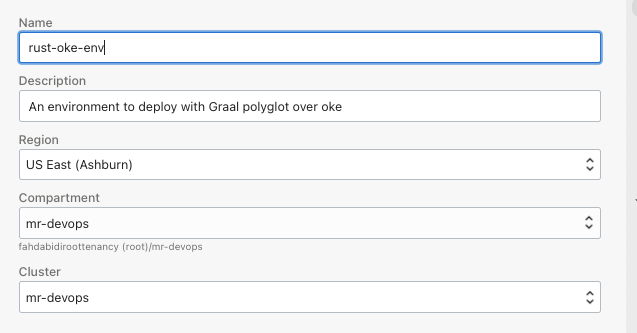 Name
rust-oke-env
Description
An environment to deploy with Graal polyglot over oke
Region
US East (Ashburn)
Compartment
mr-devops
fahdabidiroottenancy (root)/mr-devops
Cluster
mr-devops